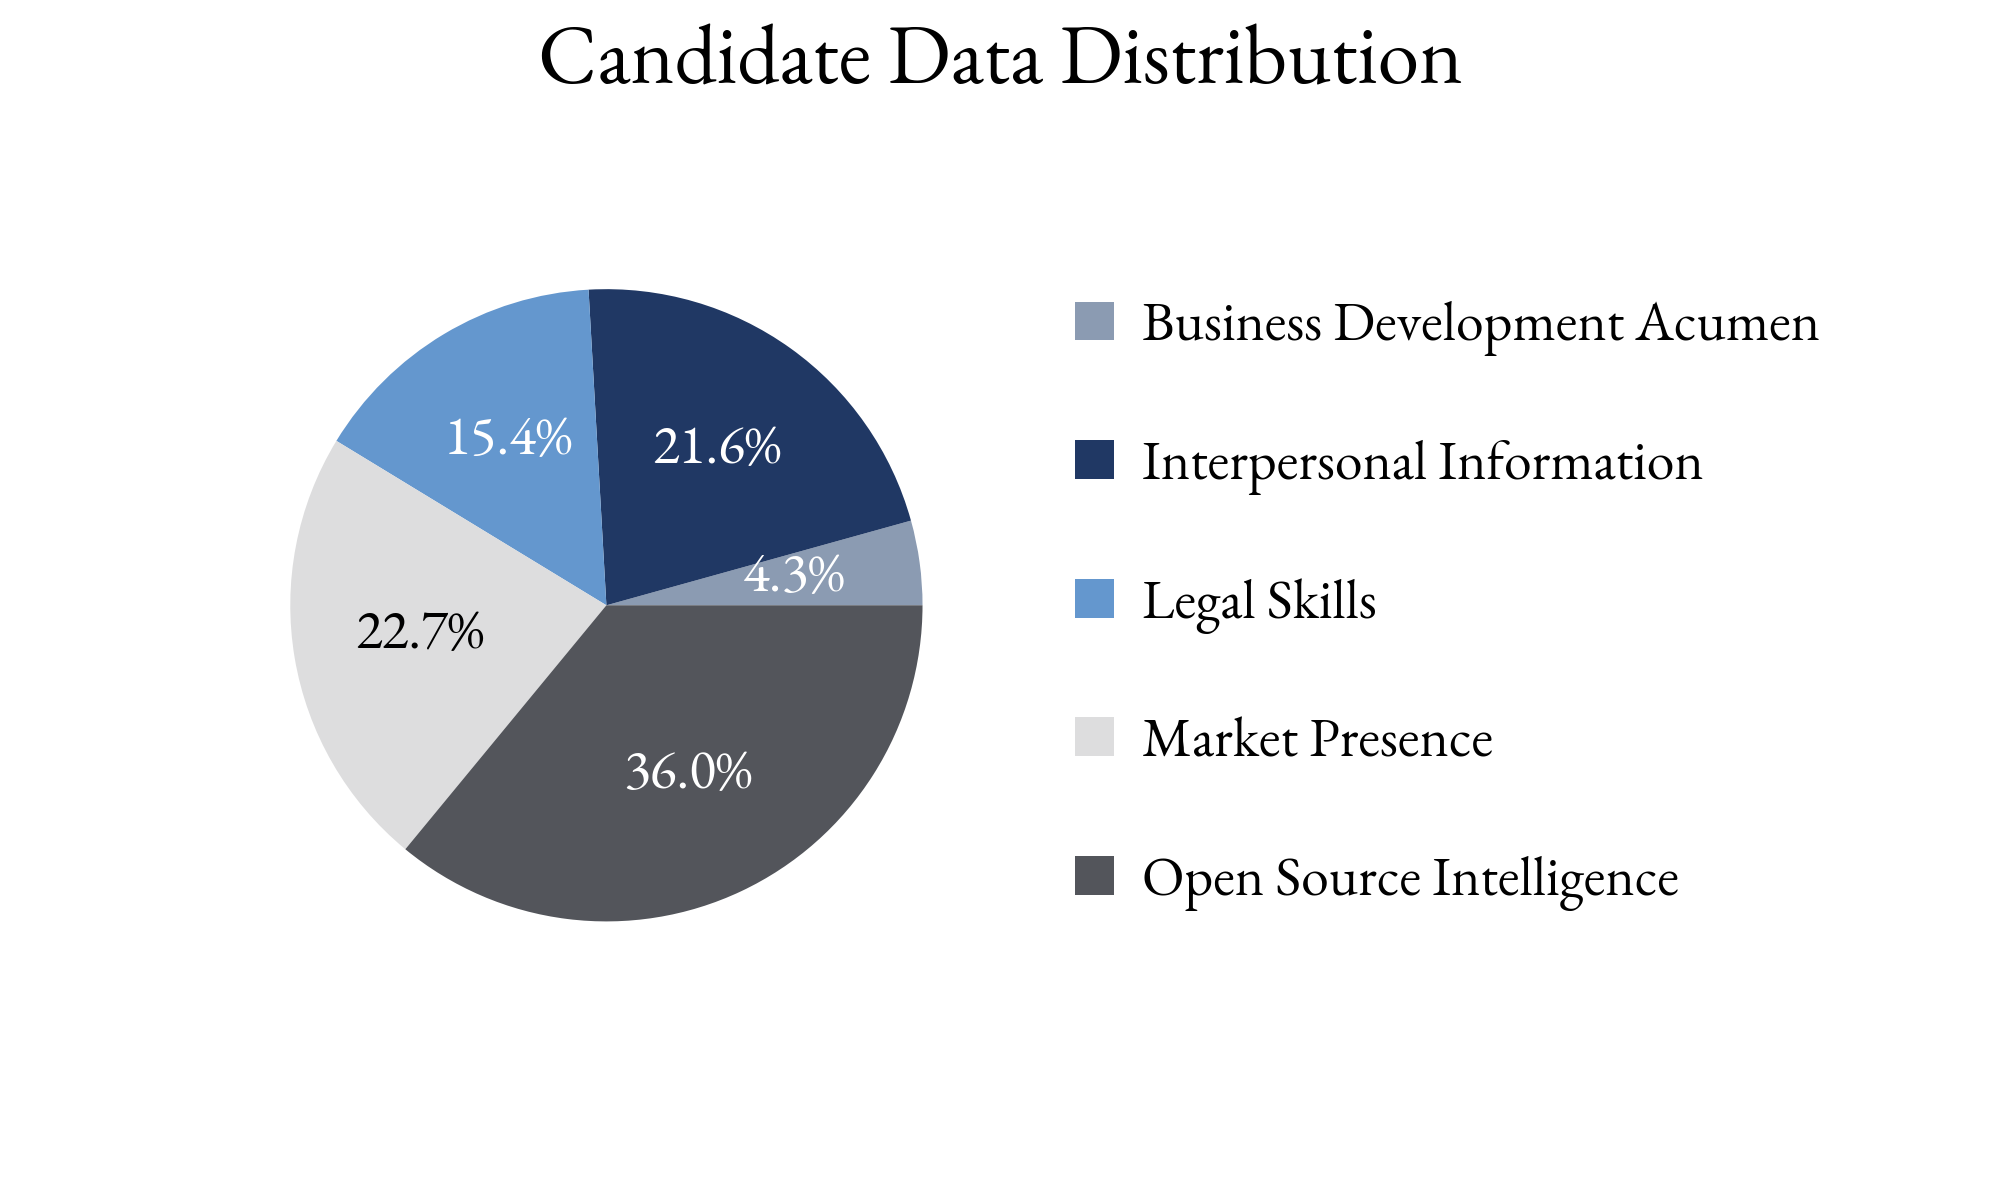 Candidate Data Distribution
15.4%
21.6%
4.3%
22.7%
36.0%
Business Development Acumen
Interpersonal Information
Legal Skills
Market Presence
Open Source Intelligence